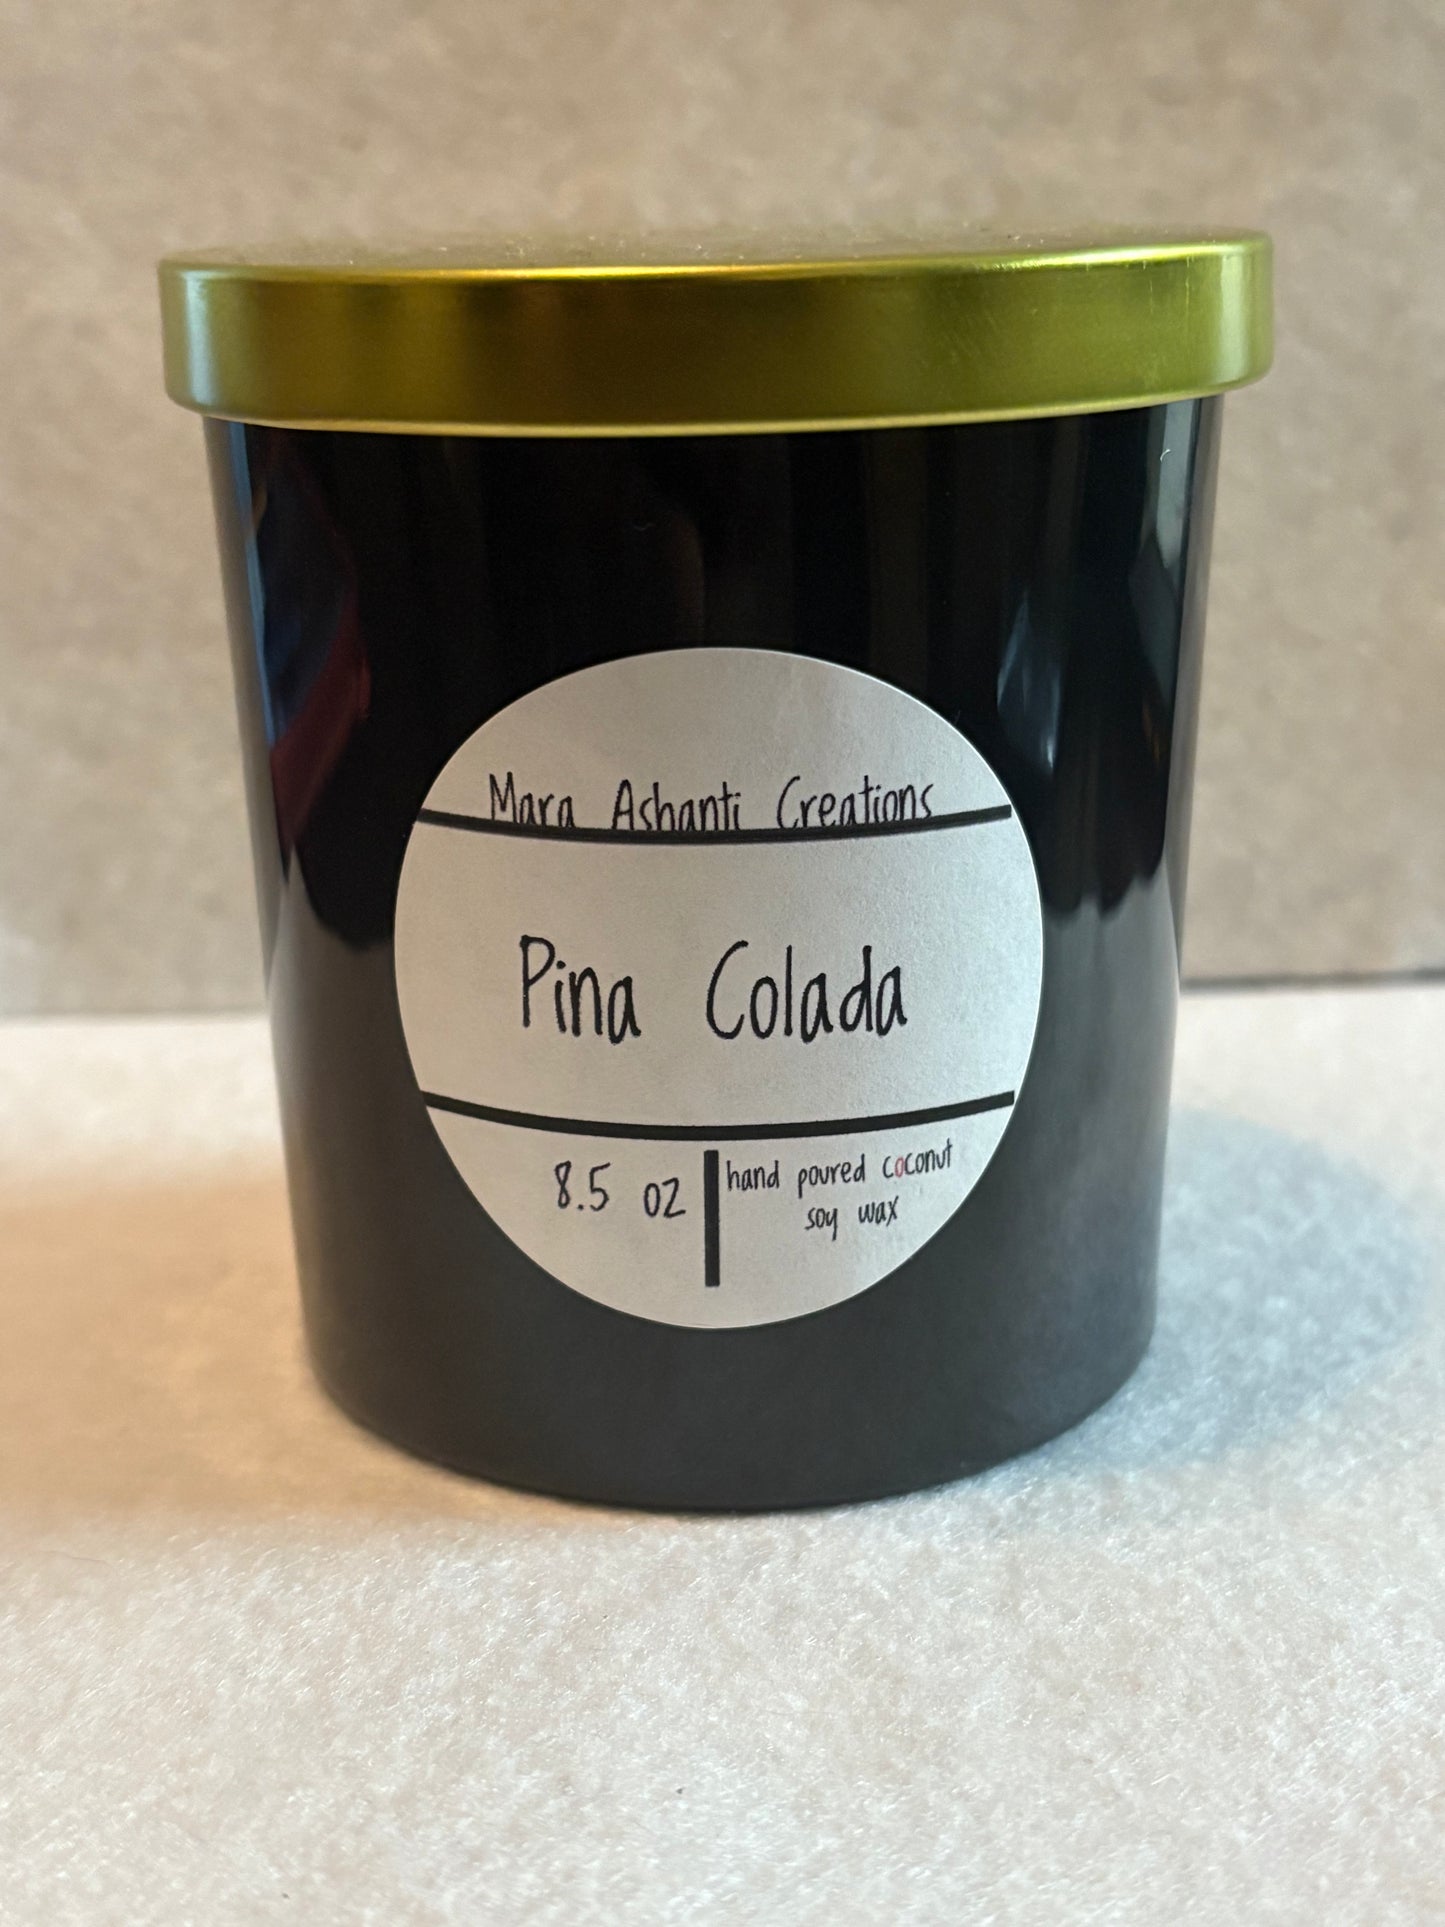 Mara Ashanti Creations
Pina Colada
8.5 oz
hand poured coconut
soy wax